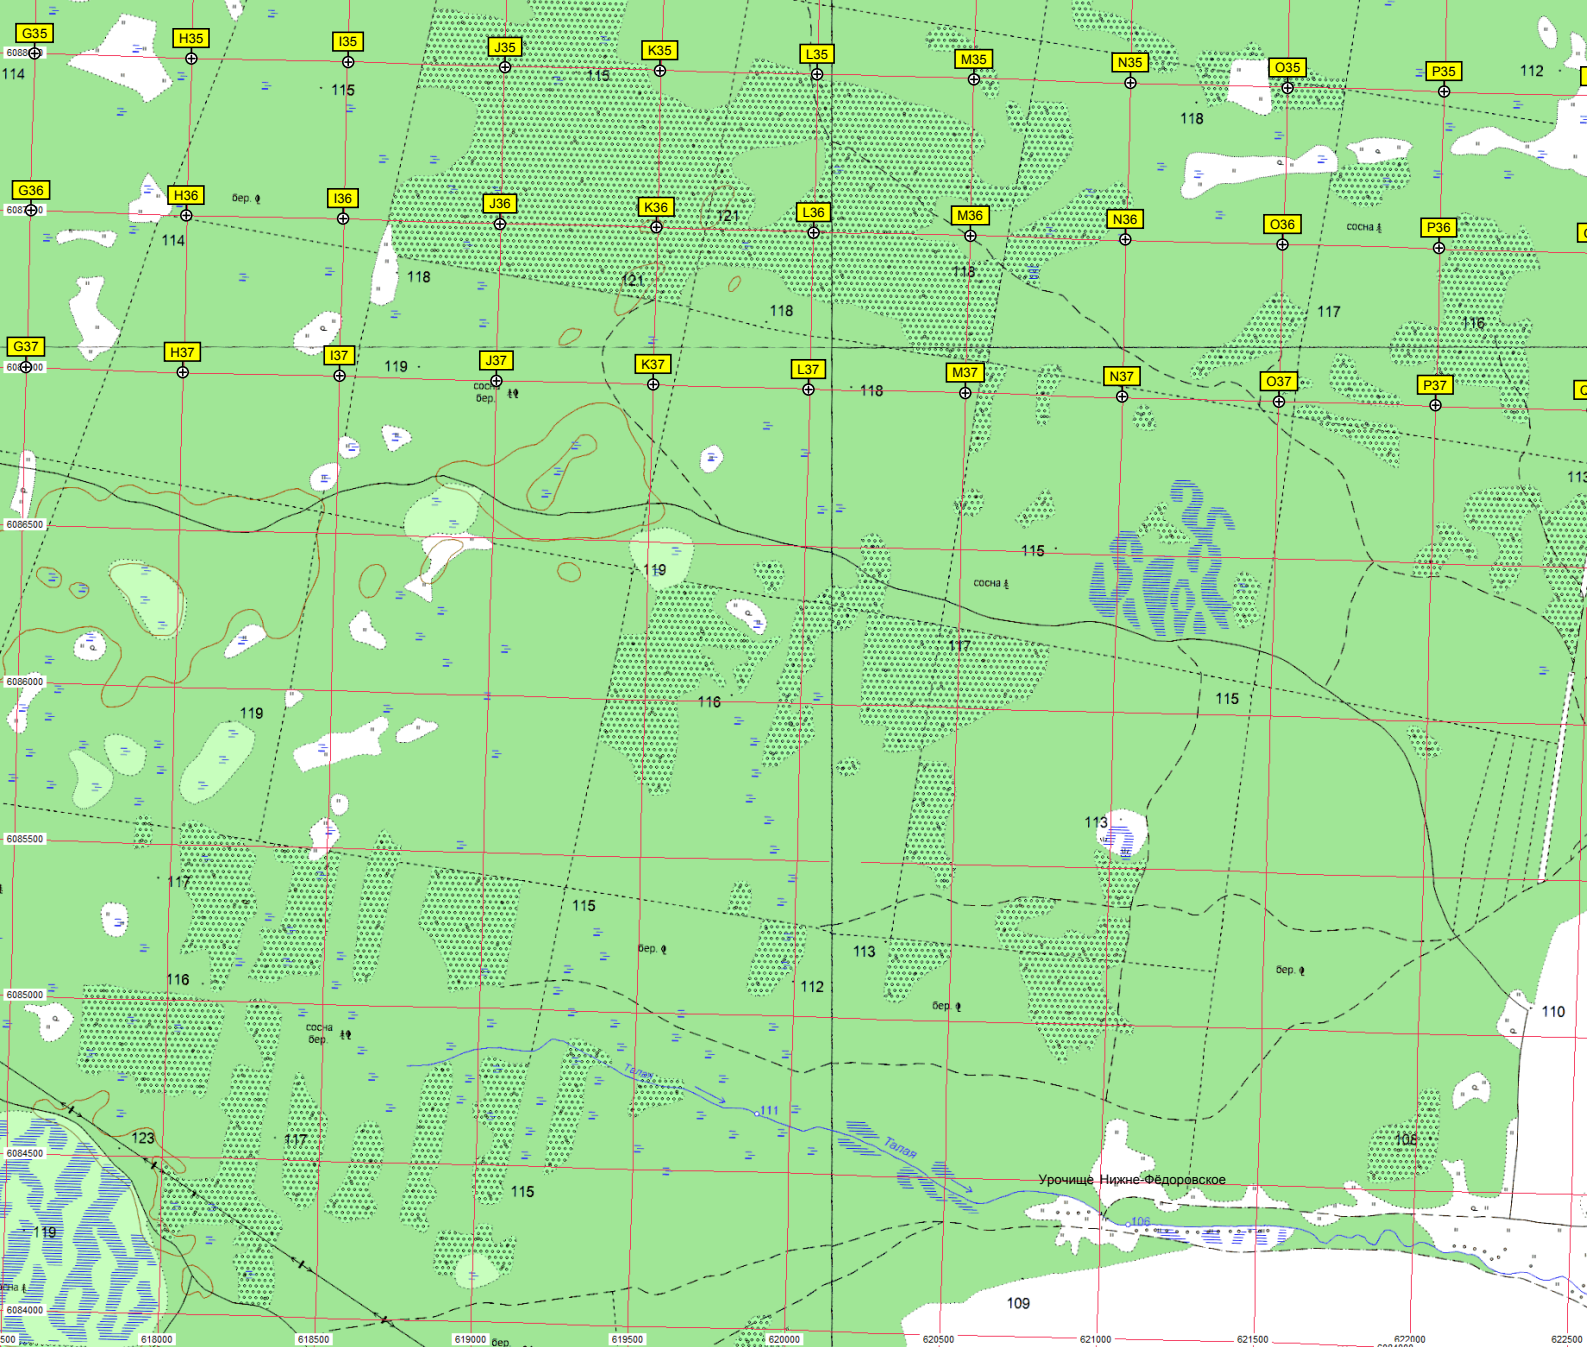 G35 H35 I35 J35 K35 L35 M35 N35 O35 P35
114 115 115 118 112
G36 H36 I36 J36 K36 L36 M36 N36 O36 P36
бер. сосна
114 118 121 121 118 118 117 116
G37 H37 I37 J37 K37 L37 M37 N37 O37 P37
119 118
сосна
бер.
113
6086500
115
сосна
119
117
6086000
119 116 115
113
6085500
117 115
бер. 113 бер.
116 112
6085000
бер. 110
сосна
бер.
Талая
111
123 117 108
6084500
Талая
115
Урочище Нижне-Фёдоровское
119 106
109
6084000
500 618000 618500 619000 619500 620000 620500 621000 621500 622000 622500
бер.